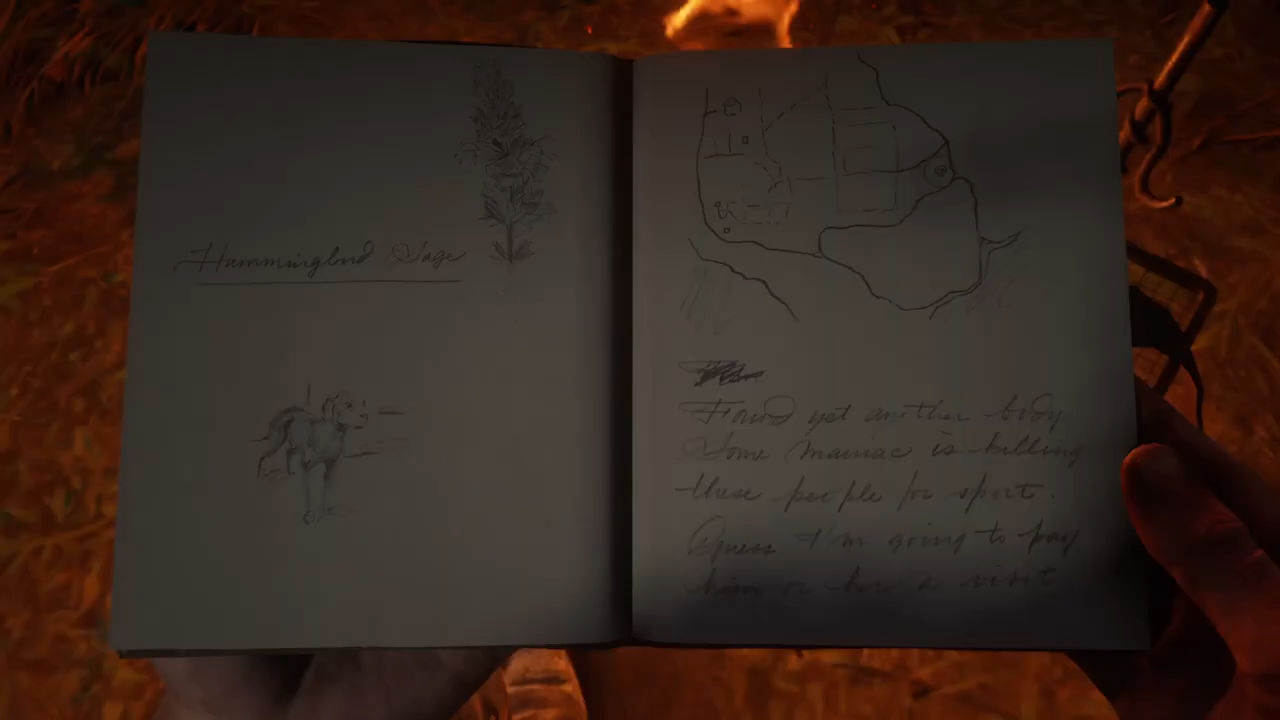 Hummingbird Sage
Found yet another body
Some maniac is killing
these people for sport.
Guess I'm going to pay
him or her a visit